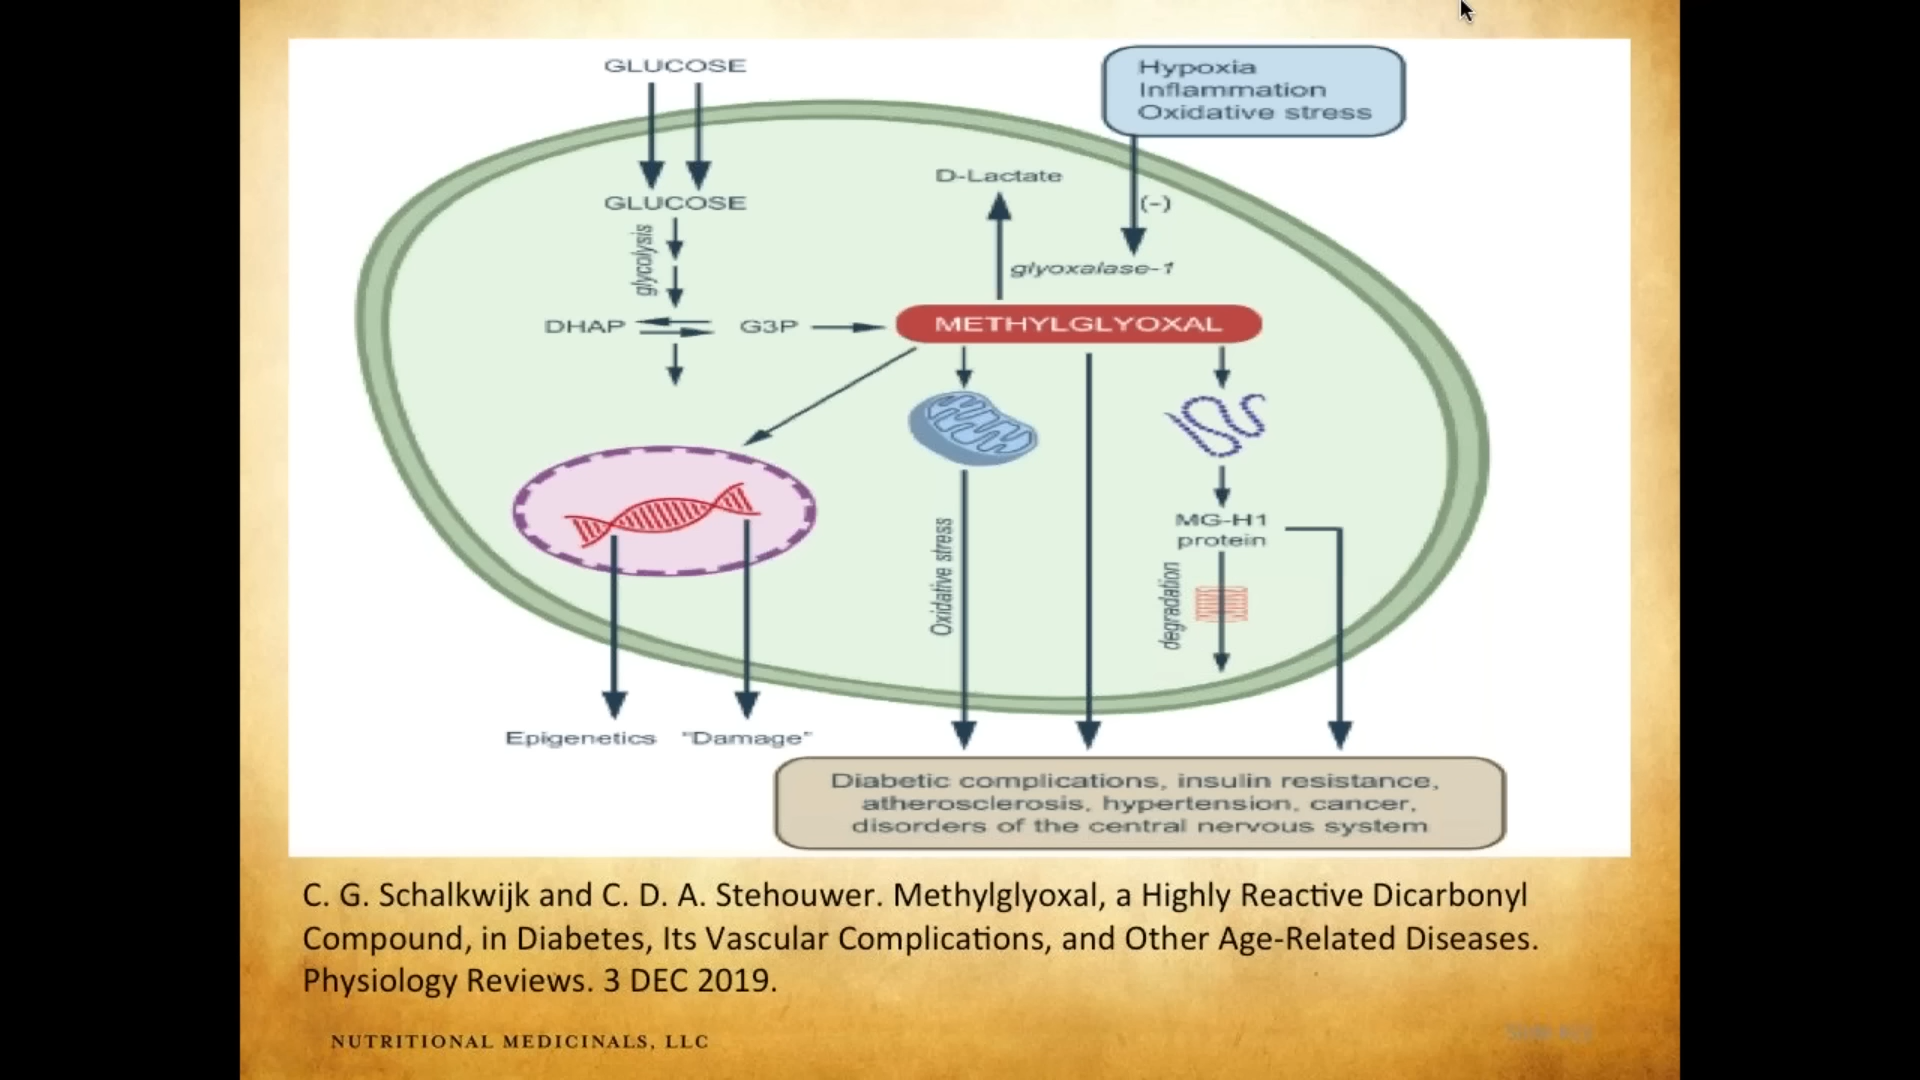 GLUCOSE
Hypoxia
Inflammation
Oxidative stress
D-Lactate
GLUCOSE
(-)
glycolysis
glyoxalase-1
DHAP
G3P
METHYLGLYOXAL
MG-H1
protein
Oxidative stress
degradation
Epigenetics
"Damage"
Diabetic complications, insulin resistance,
atherosclerosis, hypertension, cancer,
disorders of the central nervous system
C. G. Schalkwijk and C. D. A. Stehouwer. Methylglyoxal, a Highly Reactive Dicarbonyl
Compound, in Diabetes, Its Vascular Complications, and Other Age-Related Diseases.
Physiology Reviews. 3 DEC 2019.
NUTRITIONAL MEDICINALS, LLC